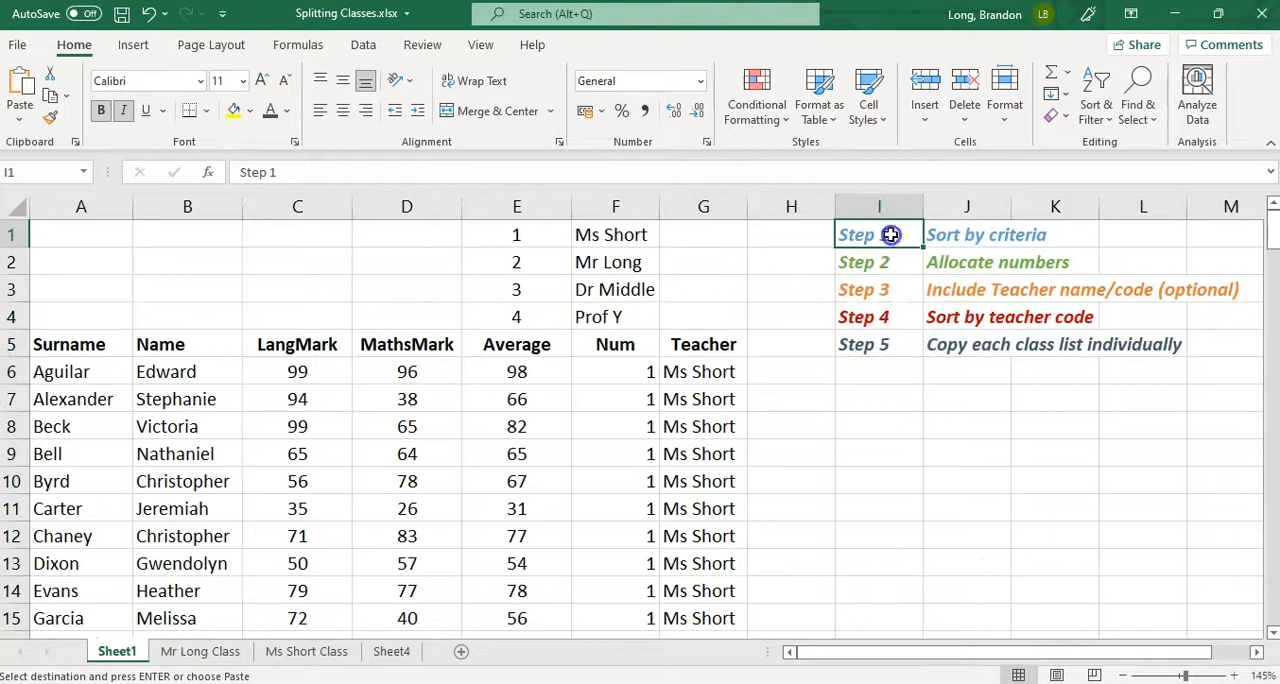 AutoSave Off Splitting Classes.xlsx Search (Alt+Q) Long, Brandon LB
File Home Insert Page Layout Formulas Data Review View Help Share Comments
Calibri 11 Wrap Text General
Paste B I U Merge & Center % , Conditional Formatting Format as Table Cell Styles Insert Delete Format Sort & Filter Find & Select Analyze Data
Clipboard Font Alignment Number Styles Cells Editing Analysis
I1 fx Step 1
A B C D E F G H I J K L M
1 1 Ms Short Step Sort by criteria
2 2 Mr Long Step 2 Allocate numbers
3 3 Dr Middle Step 3 Include Teacher name/code (optional)
4 4 Prof Y Step 4 Sort by teacher code
5 Surname Name LangMark MathsMark Average Num Teacher Step 5 Copy each class list individually
6 Aguilar Edward 99 96 98 1 Ms Short
7 Alexander Stephanie 94 38 66 1 Ms Short
8 Beck Victoria 99 65 82 1 Ms Short
9 Bell Nathaniel 65 64 65 1 Ms Short
10 Byrd Christopher 56 78 67 1 Ms Short
11 Carter Jeremiah 35 26 31 1 Ms Short
12 Chaney Christopher 71 83 77 1 Ms Short
13 Dixon Gwendolyn 50 57 54 1 Ms Short
14 Evans Heather 79 77 78 1 Ms Short
15 Garcia Melissa 72 40 56 1 Ms Short
Sheet1 Mr Long Class Ms Short Class Sheet4
Select destination and press ENTER or choose Paste 145%